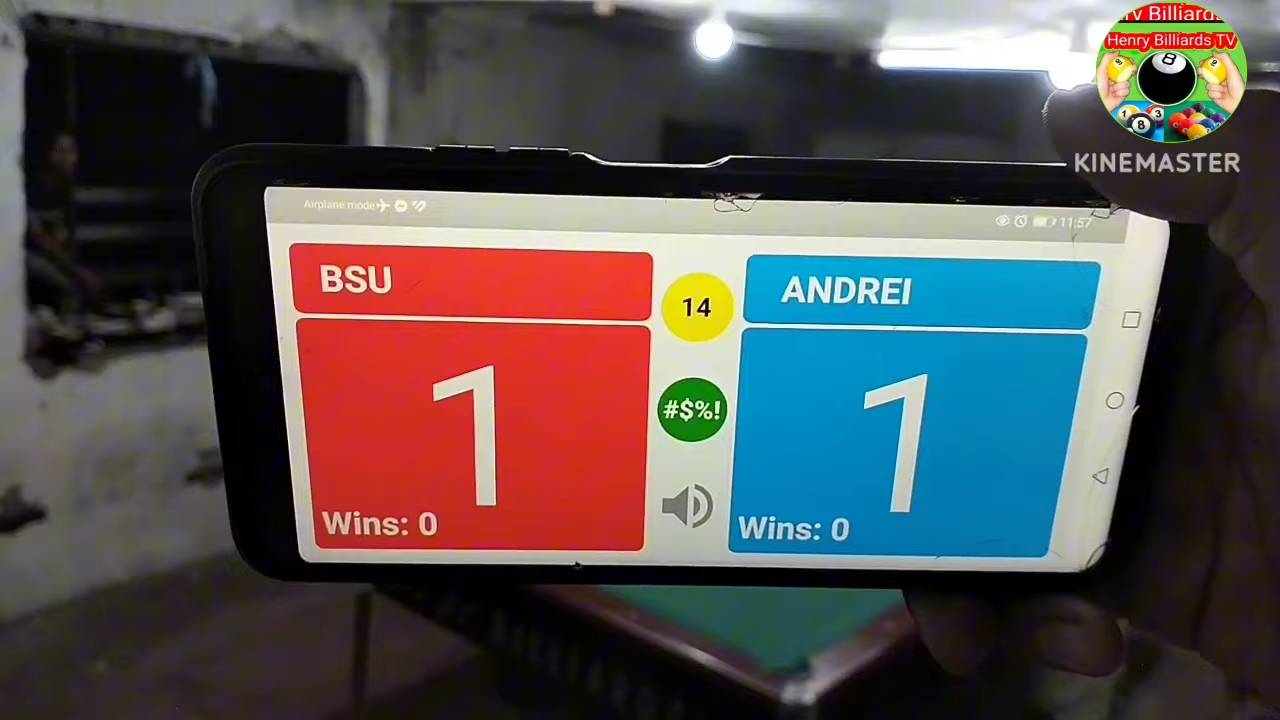 Henry Billiards TV
KINEMASTER
Airplane mode
11:57
BSU
14
ANDREI
1
#$%!
1
Wins: 0
Wins: 0